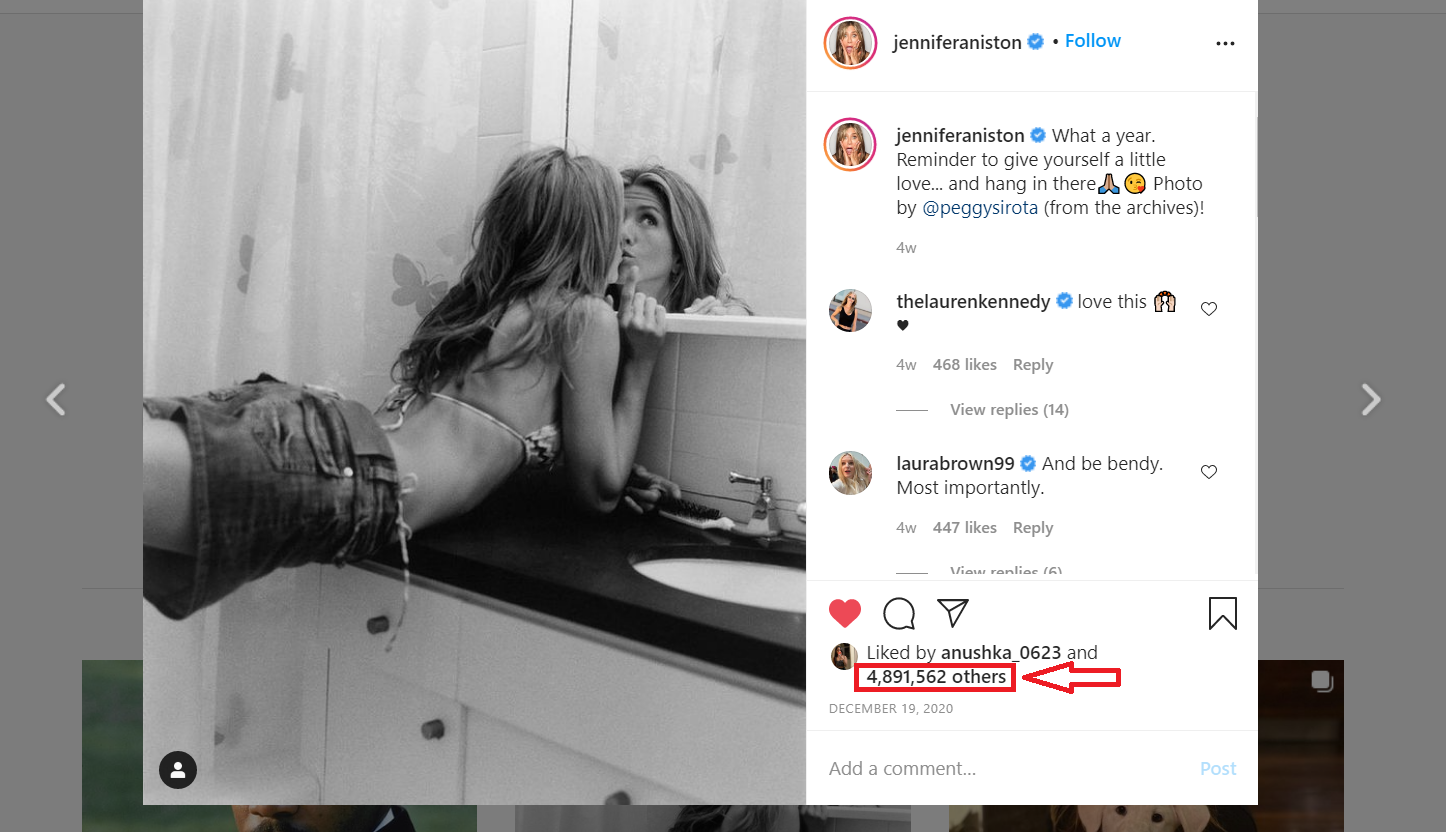 jenniferaniston • Follow
jenniferaniston What a year.
Reminder to give yourself a little
love... and hang in there🙏🏽😘 Photo
by @peggysirota (from the archives)!
4w
thelaurenkennedy love this 🙌🏻
♥
4w 468 likes Reply
View replies (14)
laurabrown99 And be bendy.
Most importantly.
4w 447 likes Reply
View replies (6)
Liked by anushka_0623 and
4,891,562 others
DECEMBER 19, 2020
Add a comment... Post